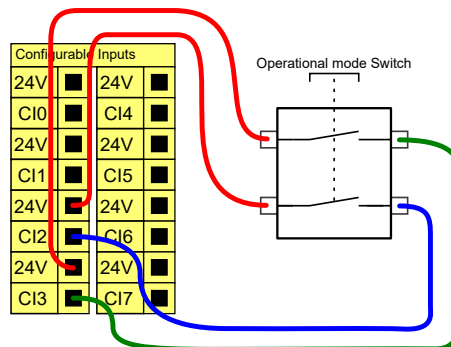 Configurable Inputs
Operational mode Switch
24V 24V
CI0 CI4
24V 24V
CI1 CI5
24V 24V
CI2 CI6
24V 24V
CI3 CI7